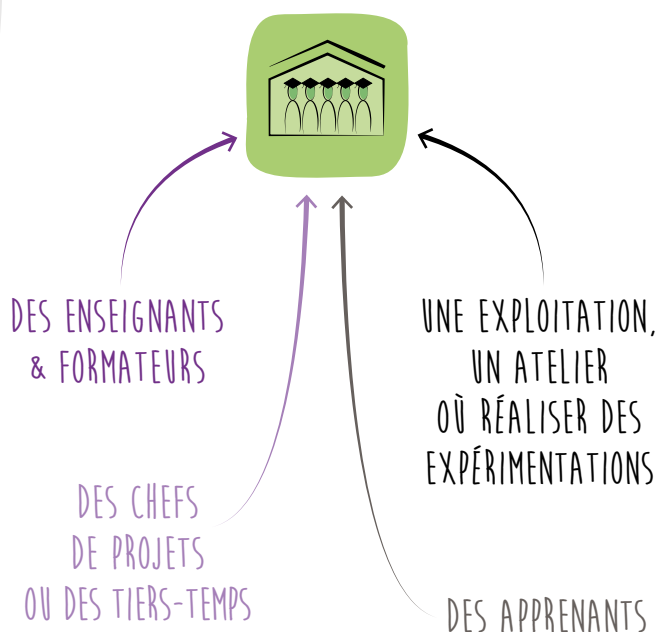 DES ENSEIGNANTS
& FORMATEURS
UNE EXPLOITATION,
UN ATELIER
OÙ RÉALISER DES
EXPÉRIMENTATIONS
DES CHEFS
DE PROJETS
OU DES TIERS-TEMPS
DES APPRENANTS